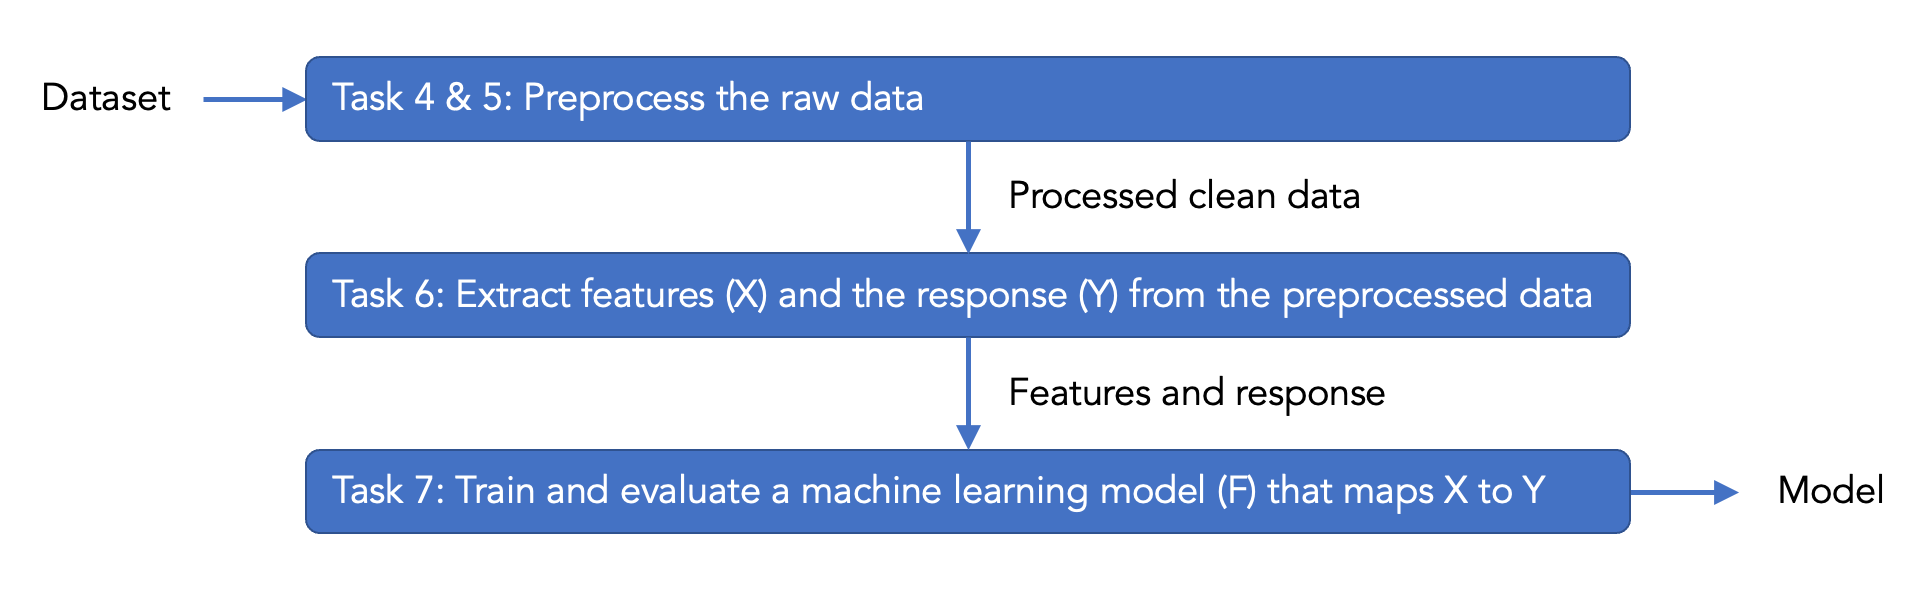 Dataset
Task 4 & 5: Preprocess the raw data
Processed clean data
Task 6: Extract features (X) and the response (Y) from the preprocessed data
Features and response
Task 7: Train and evaluate a machine learning model (F) that maps X to Y
Model